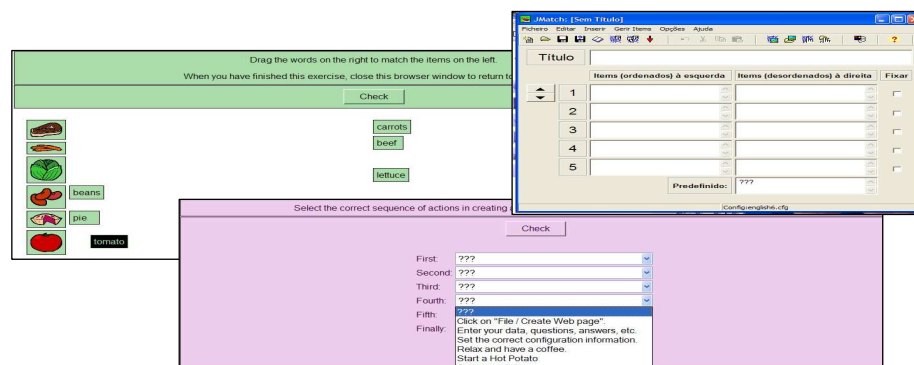 Drag the words on the right to match the items on the left.
When you have finished this exercise, close this browser window to return to
Check
carrots
beef
lettuce
beans
pie
tomato
JMatch: [Sem Título]
Ficheiro Editar Inserir Gerir Itens Opções Ajuda
Título
Items (ordenados) à esquerda Items (desordenados) à direita Fixar
1
2
3
4
5
Predefinido: ???
Config:english6.cfg
Select the correct sequence of actions in creating
Check
First: ???
Second: ???
Third: ???
Fourth: ???
Fifth: ???
Click on "File / Create Web page".
Finally: Enter your data, questions, answers, etc.
Set the correct configuration information.
Relax and have a coffee.
Start a Hot Potato